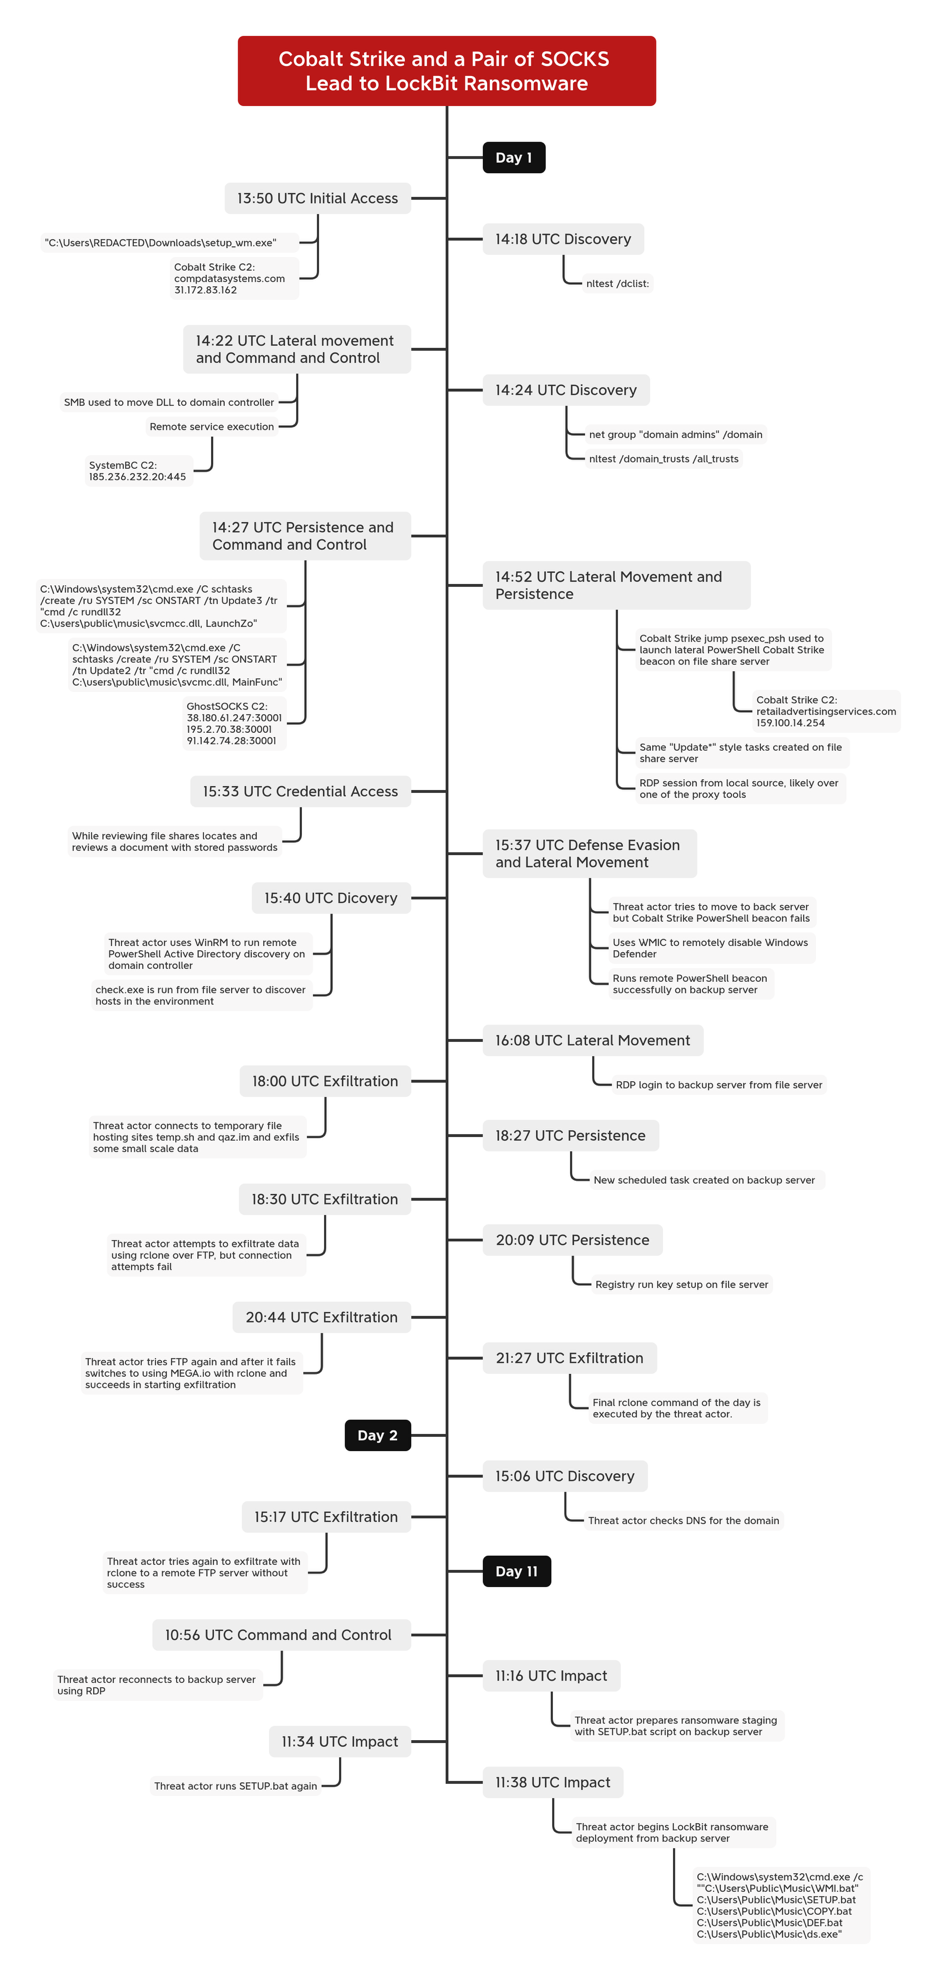 Cobalt Strike and a Pair of SOCKS
Lead to LockBit Ransomware
Day 1
13:50 UTC Initial Access
"C:\Users\REDACTED\Downloads\setup_wm.exe"
Cobalt Strike C2:
compdatasystems.com
31.172.83.162
14:18 UTC Discovery
nltest /dclist:
14:22 UTC Lateral movement
and Command and Control
SMB used to move DLL to domain controller
Remote service execution
SystemBC C2:
185.236.232.20:445
14:24 UTC Discovery
net group "domain admins" /domain
nltest /domain_trusts /all_trusts
14:27 UTC Persistence and
Command and Control
C:\Windows\system32\cmd.exe /C schtasks
/create /ru SYSTEM /sc ONSTART /tn Update3 /tr
"cmd /c rundll32
C:\users\public\music\svcmcc.dll, LaunchZo"
C:\Windows\system32\cmd.exe /C
schtasks /create /ru SYSTEM /sc ONSTART
/tn Update2 /tr "cmd /c rundll32
C:\users\public\music\svcmc.dll, MainFunc"
GhostSOCKS C2:
38.180.61.247:30001
195.2.70.38:30001
91.142.74.28:30001
14:52 UTC Lateral Movement and
Persistence
Cobalt Strike jump psexec_psh used to
launch lateral PowerShell Cobalt Strike
beacon on file share server
Cobalt Strike C2:
retailadvertisingservices.com
159.100.14.254
Same "Update*" style tasks created on file
share server
RDP session from local source, likely over
one of the proxy tools
15:33 UTC Credential Access
While reviewing file shares locates and
reviews a document with stored passwords
15:37 UTC Defense Evasion
and Lateral Movement
Threat actor tries to move to back server
but Cobalt Strike PowerShell beacon fails
Uses WMIC to remotely disable Windows
Defender
Runs remote PowerShell beacon
successfully on backup server
15:40 UTC Dicovery
Threat actor uses WinRM to run remote
PowerShell Active Directory discovery on
domain controller
check.exe is run from file server to discover
hosts in the environment
16:08 UTC Lateral Movement
RDP login to backup server from file server
18:00 UTC Exfiltration
Threat actor connects to temporary file
hosting sites temp.sh and qaz.im and exfils
some small scale data
18:27 UTC Persistence
New scheduled task created on backup server
18:30 UTC Exfiltration
Threat actor attempts to exfiltrate data
using rclone over FTP, but connection
attempts fail
20:09 UTC Persistence
Registry run key setup on file server
20:44 UTC Exfiltration
Threat actor tries FTP again and after it fails
switches to using MEGA.io with rclone and
succeeds in starting exfiltration
21:27 UTC Exfiltration
Final rclone command of the day is
executed by the threat actor.
Day 2
15:06 UTC Discovery
Threat actor checks DNS for the domain
15:17 UTC Exfiltration
Threat actor tries again to exfiltrate with
rclone to a remote FTP server without
success
Day 11
10:56 UTC Command and Control
Threat actor reconnects to backup server
using RDP
11:16 UTC Impact
Threat actor prepares ransomware staging
with SETUP.bat script on backup server
11:34 UTC Impact
Threat actor runs SETUP.bat again
11:38 UTC Impact
Threat actor begins LockBit ransomware
deployment from backup server
C:\Windows\system32\cmd.exe /c
""C:\Users\Public\Music\WMI.bat"
C:\Users\Public\Music\SETUP.bat
C:\Users\Public\Music\COPY.bat
C:\Users\Public\Music\DEF.bat
C:\Users\Public\Music\ds.exe"